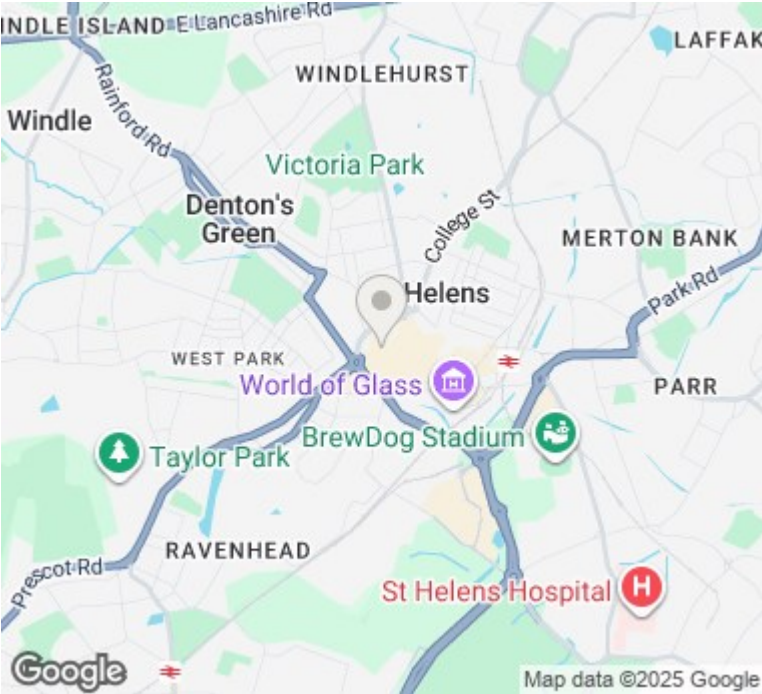 NDLE ISLAND
E Lancashire Rd
LAFFAK
WINDLEHURST
Rainford Rd
Windle
Victoria Park
Denton's
Green
College St
MERTON BANK
Helens
Park Rd
WEST PARK
World of Glass
PARR
BrewDog Stadium
Taylor Park
RAVENHEAD
Prescot Rd
St Helens Hospital
H
Google
Map data ©2025 Google